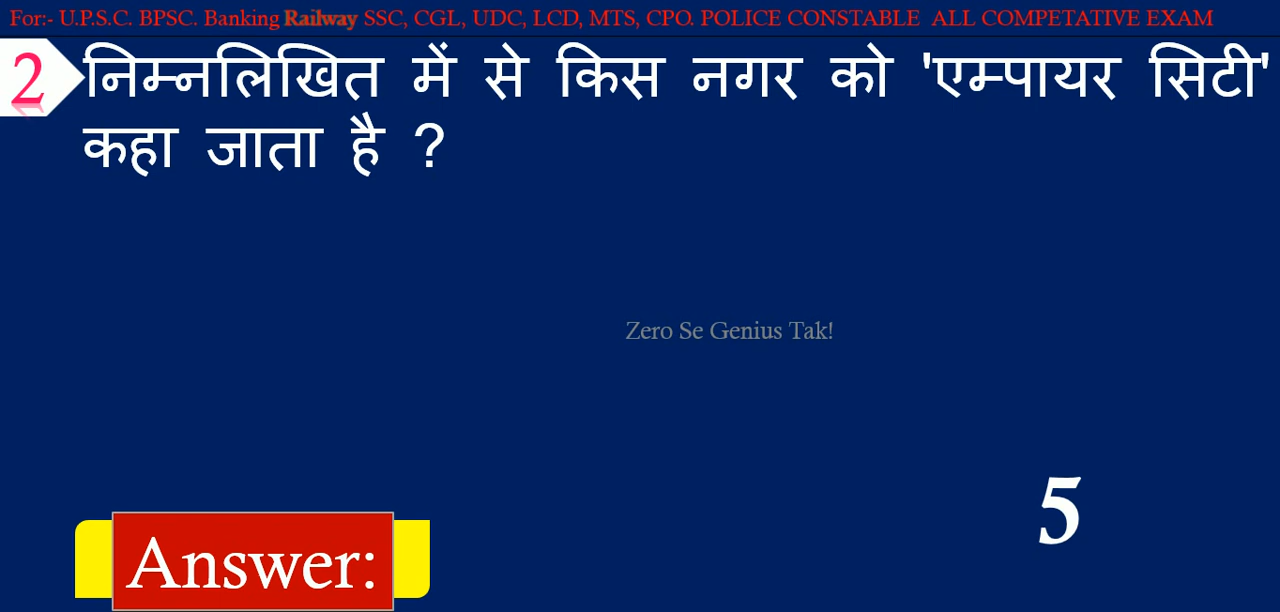 For:- U.P.S.C. BPSC. Banking Railway SSC, CGL, UDC, LCD, MTS, CPO. POLICE CONSTABLE ALL COMPETATIVE EXAM
2 निम्नलिखित में से किस नगर को 'एम्पायर सिटी'
कहा जाता है ?
Zero Se Genius Tak!
5
Answer: